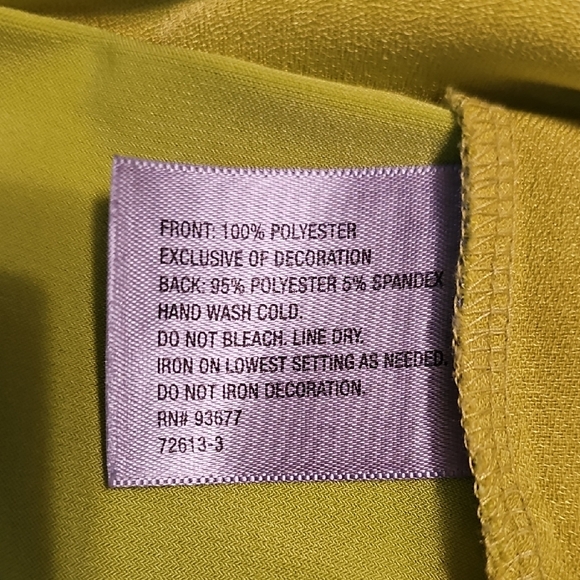 FRONT: 100% POLYESTER
EXCLUSIVE OF DECORATION
BACK: 95% POLYESTER 5% SPANDEX
HAND WASH COLD.
DO NOT BLEACH. LINE DRY.
IRON ON LOWEST SETTING AS NEEDED.
DO NOT IRON DECORATION.
RN# 93677
72613-3